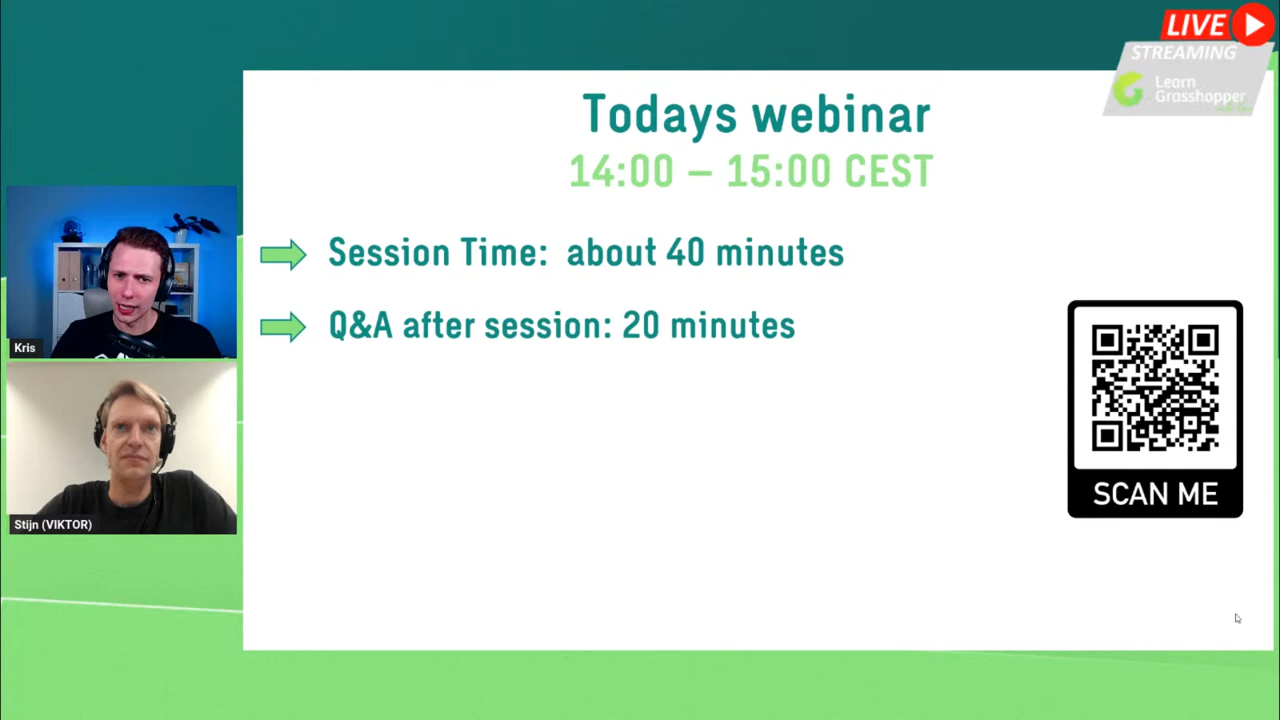 LIVE
STREAMING
Learn
Grasshopper
Todays webinar
14:00 – 15:00 CEST
Session Time: about 40 minutes
Q&A after session: 20 minutes
Kris
Stijn (VIKTOR)
SCAN ME